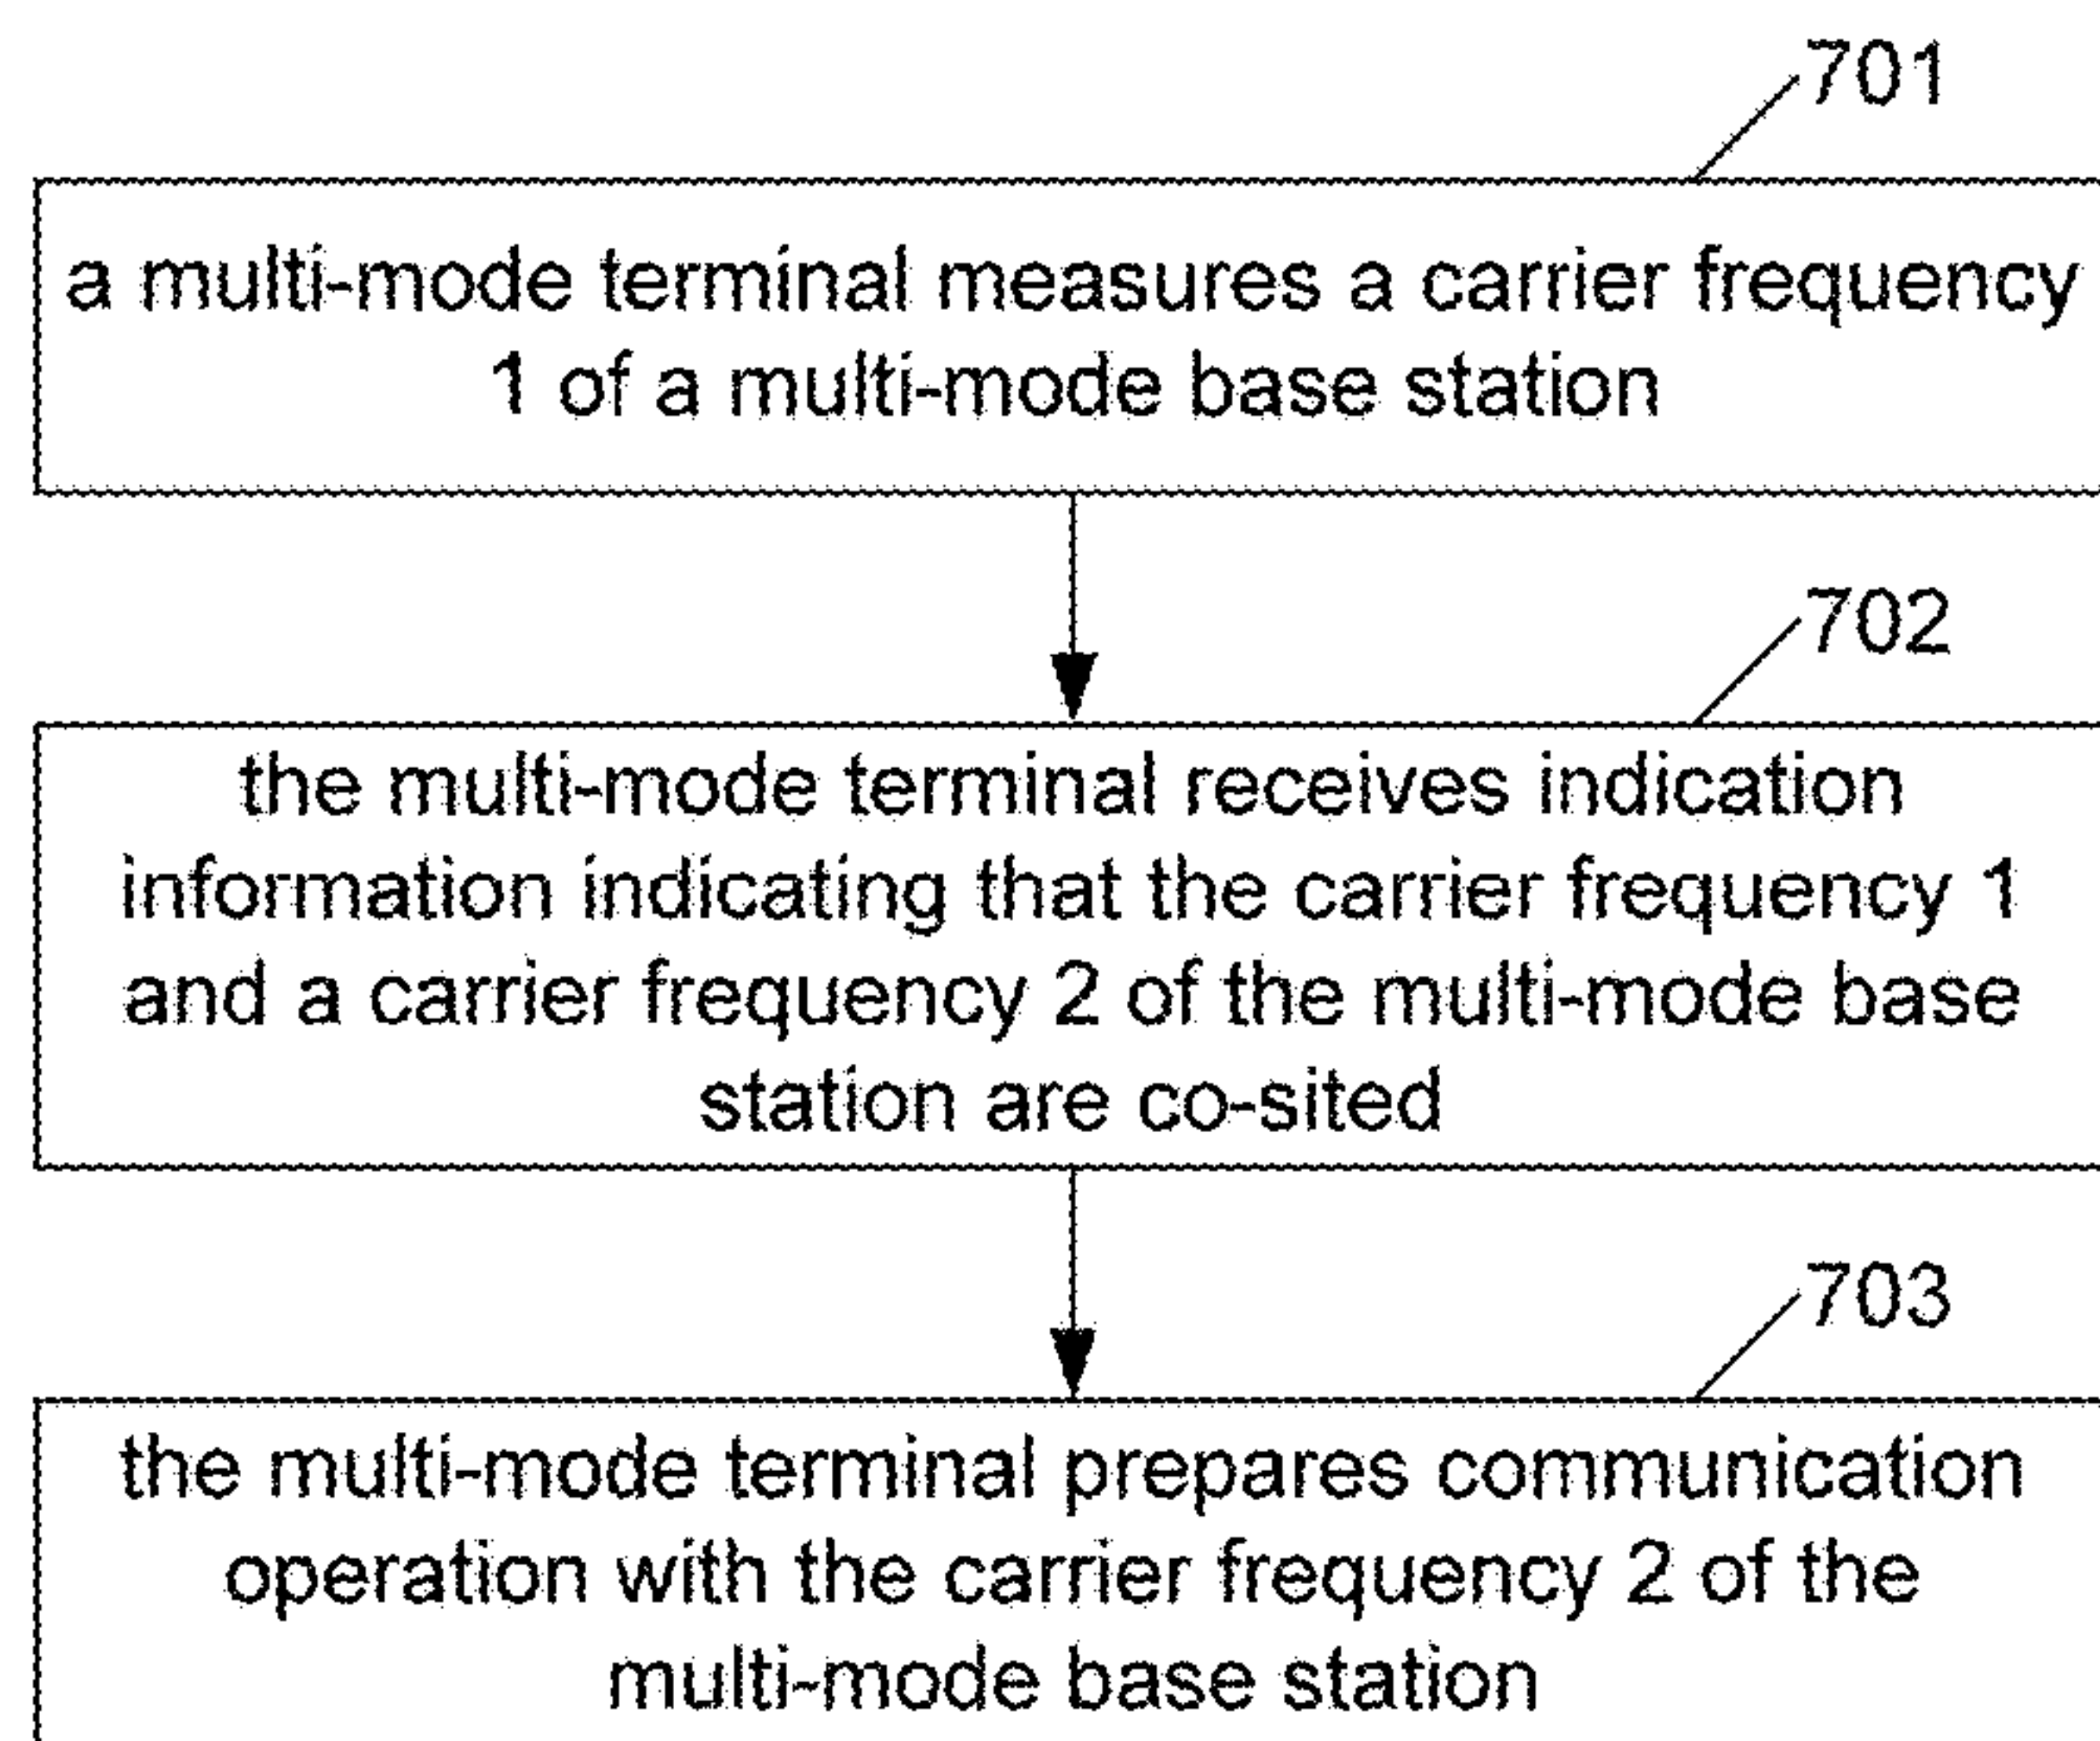 701
a multi-mode terminal measures a carrier frequency
1 of a multi-mode base station
702
the multi-mode terminal receives indication
information indicating that the carrier frequency 1
and a carrier frequency 2 of the multi-mode base
station are co-sited
703
the multi-mode terminal prepares communication
operation with the carrier frequency 2 of the
multi-mode base station